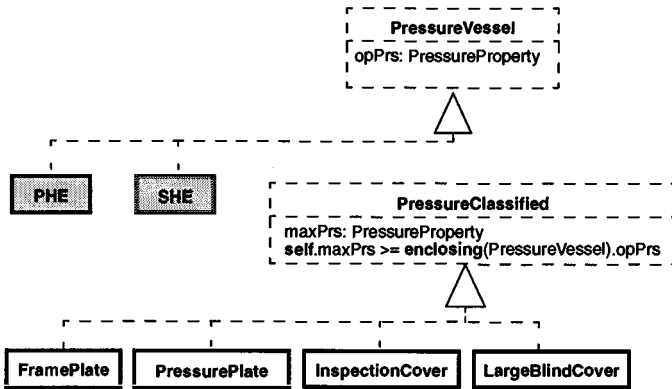 PressureVessel
opPrs: PressureProperty
PHE
SHE
PressureClassified
maxPrs: PressureProperty
self.maxPrs >= enclosing(PressureVessel).opPrs
FramePlate
PressurePlate
InspectionCover
LargeBlindCover